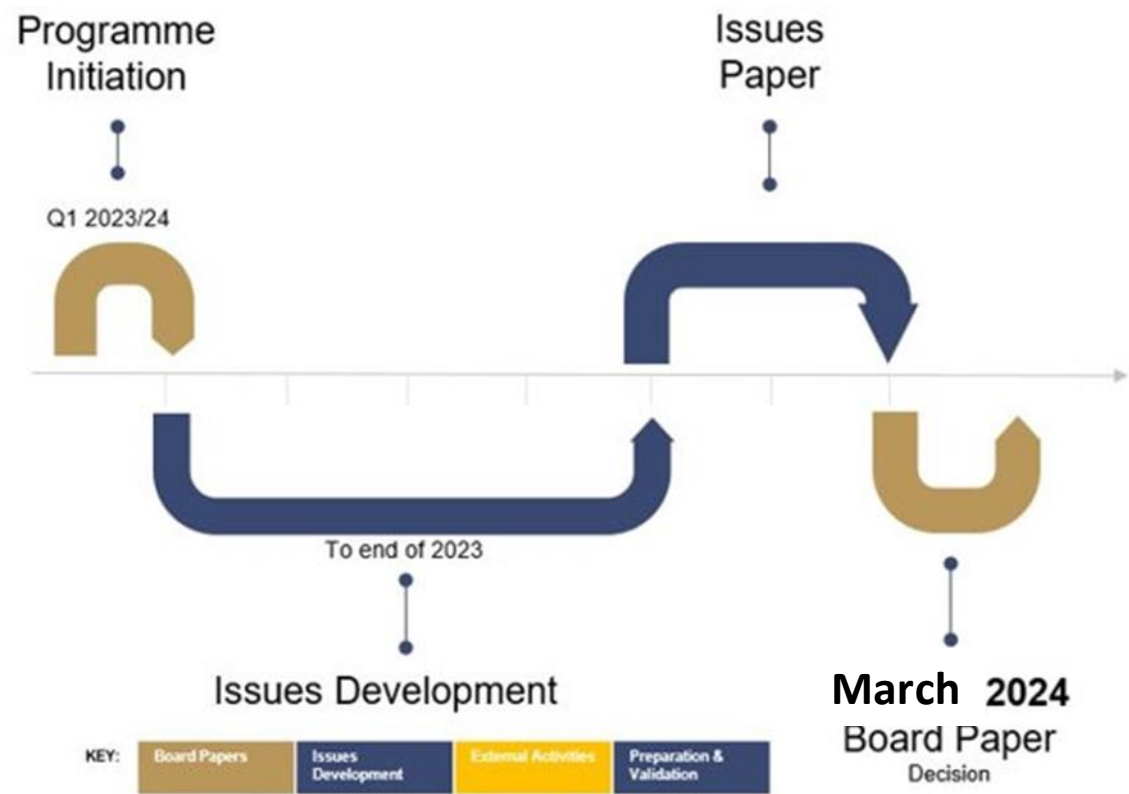 Programme
Initiation
Issues
Paper
Q1 2023/24
To end of 2023
Issues Development
March 2024
Board Paper
Decision
KEY:
Board Papers
Issues
Development
External Activities
Preparation &
Validation